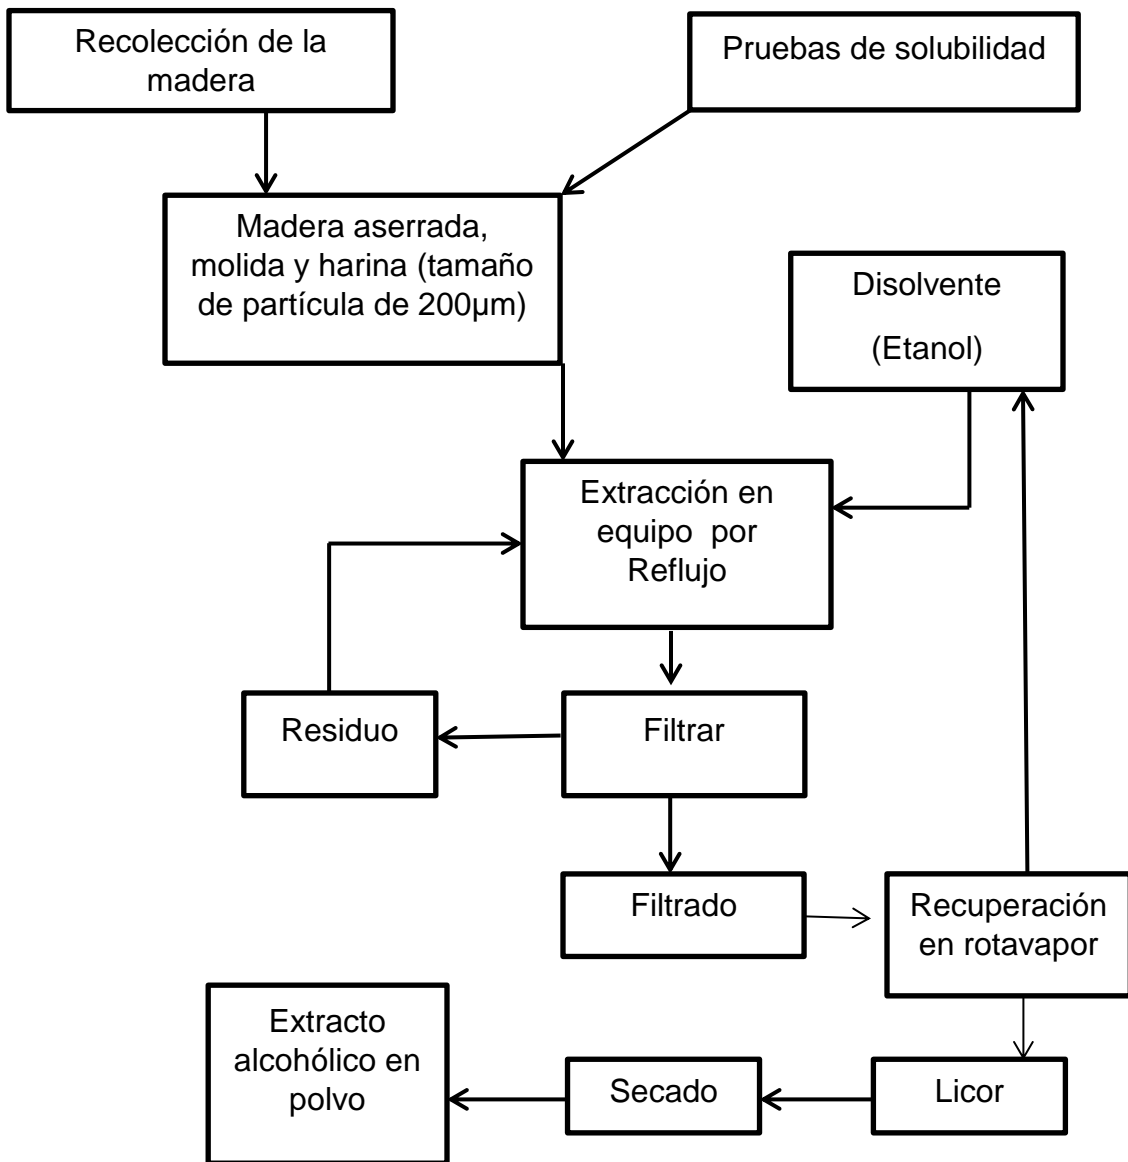 Recolección de la
madera
Pruebas de solubilidad
Madera aserrada,
molida y harina (tamaño
de partícula de 200µm)
Disolvente
(Etanol)
Extracción en
equipo por
Reflujo
Residuo
Filtrar
Filtrado
Recuperación
en rotavapor
Extracto
alcohólico en
polvo
Secado
Licor